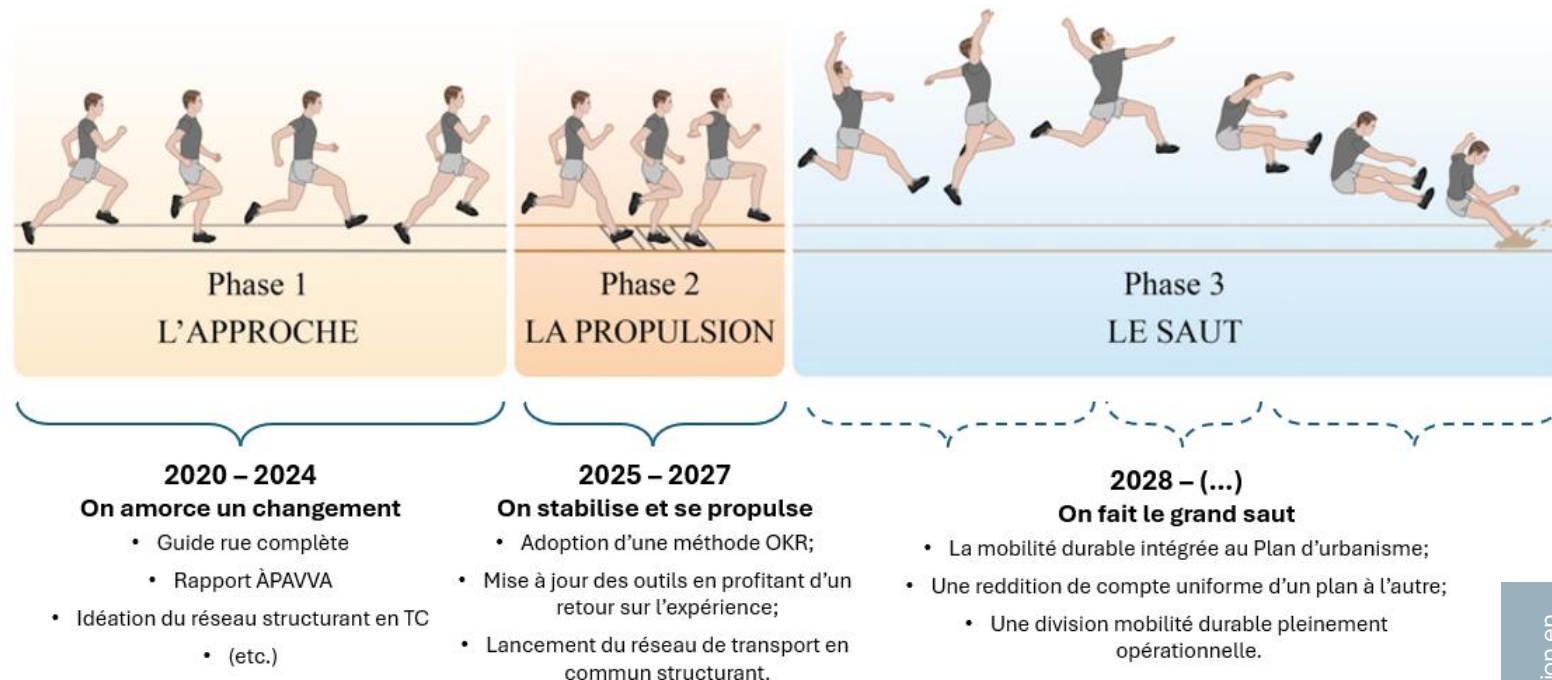 Phase 1
L'APPROCHE
Phase 2
LA PROPULSION
Phase 3
LE SAUT
2020 – 2024
On amorce un changement
• Guide rue complète
• Rapport ÀPAVVA
• Idéation du réseau structurant en TC
• (etc.)
2025 – 2027
On stabilise et se propulse
• Adoption d'une méthode OKR;
• Mise à jour des outils en profitant d'un
retour sur l'expérience;
• Lancement du réseau de transport en
commun structurant.
2028 – (...)
On fait le grand saut
• La mobilité durable intégrée au Plan d'urbanisme;
• Une reddition de compte uniforme d'un plan à l'autre;
• Une division mobilité durable pleinement
opérationnelle.